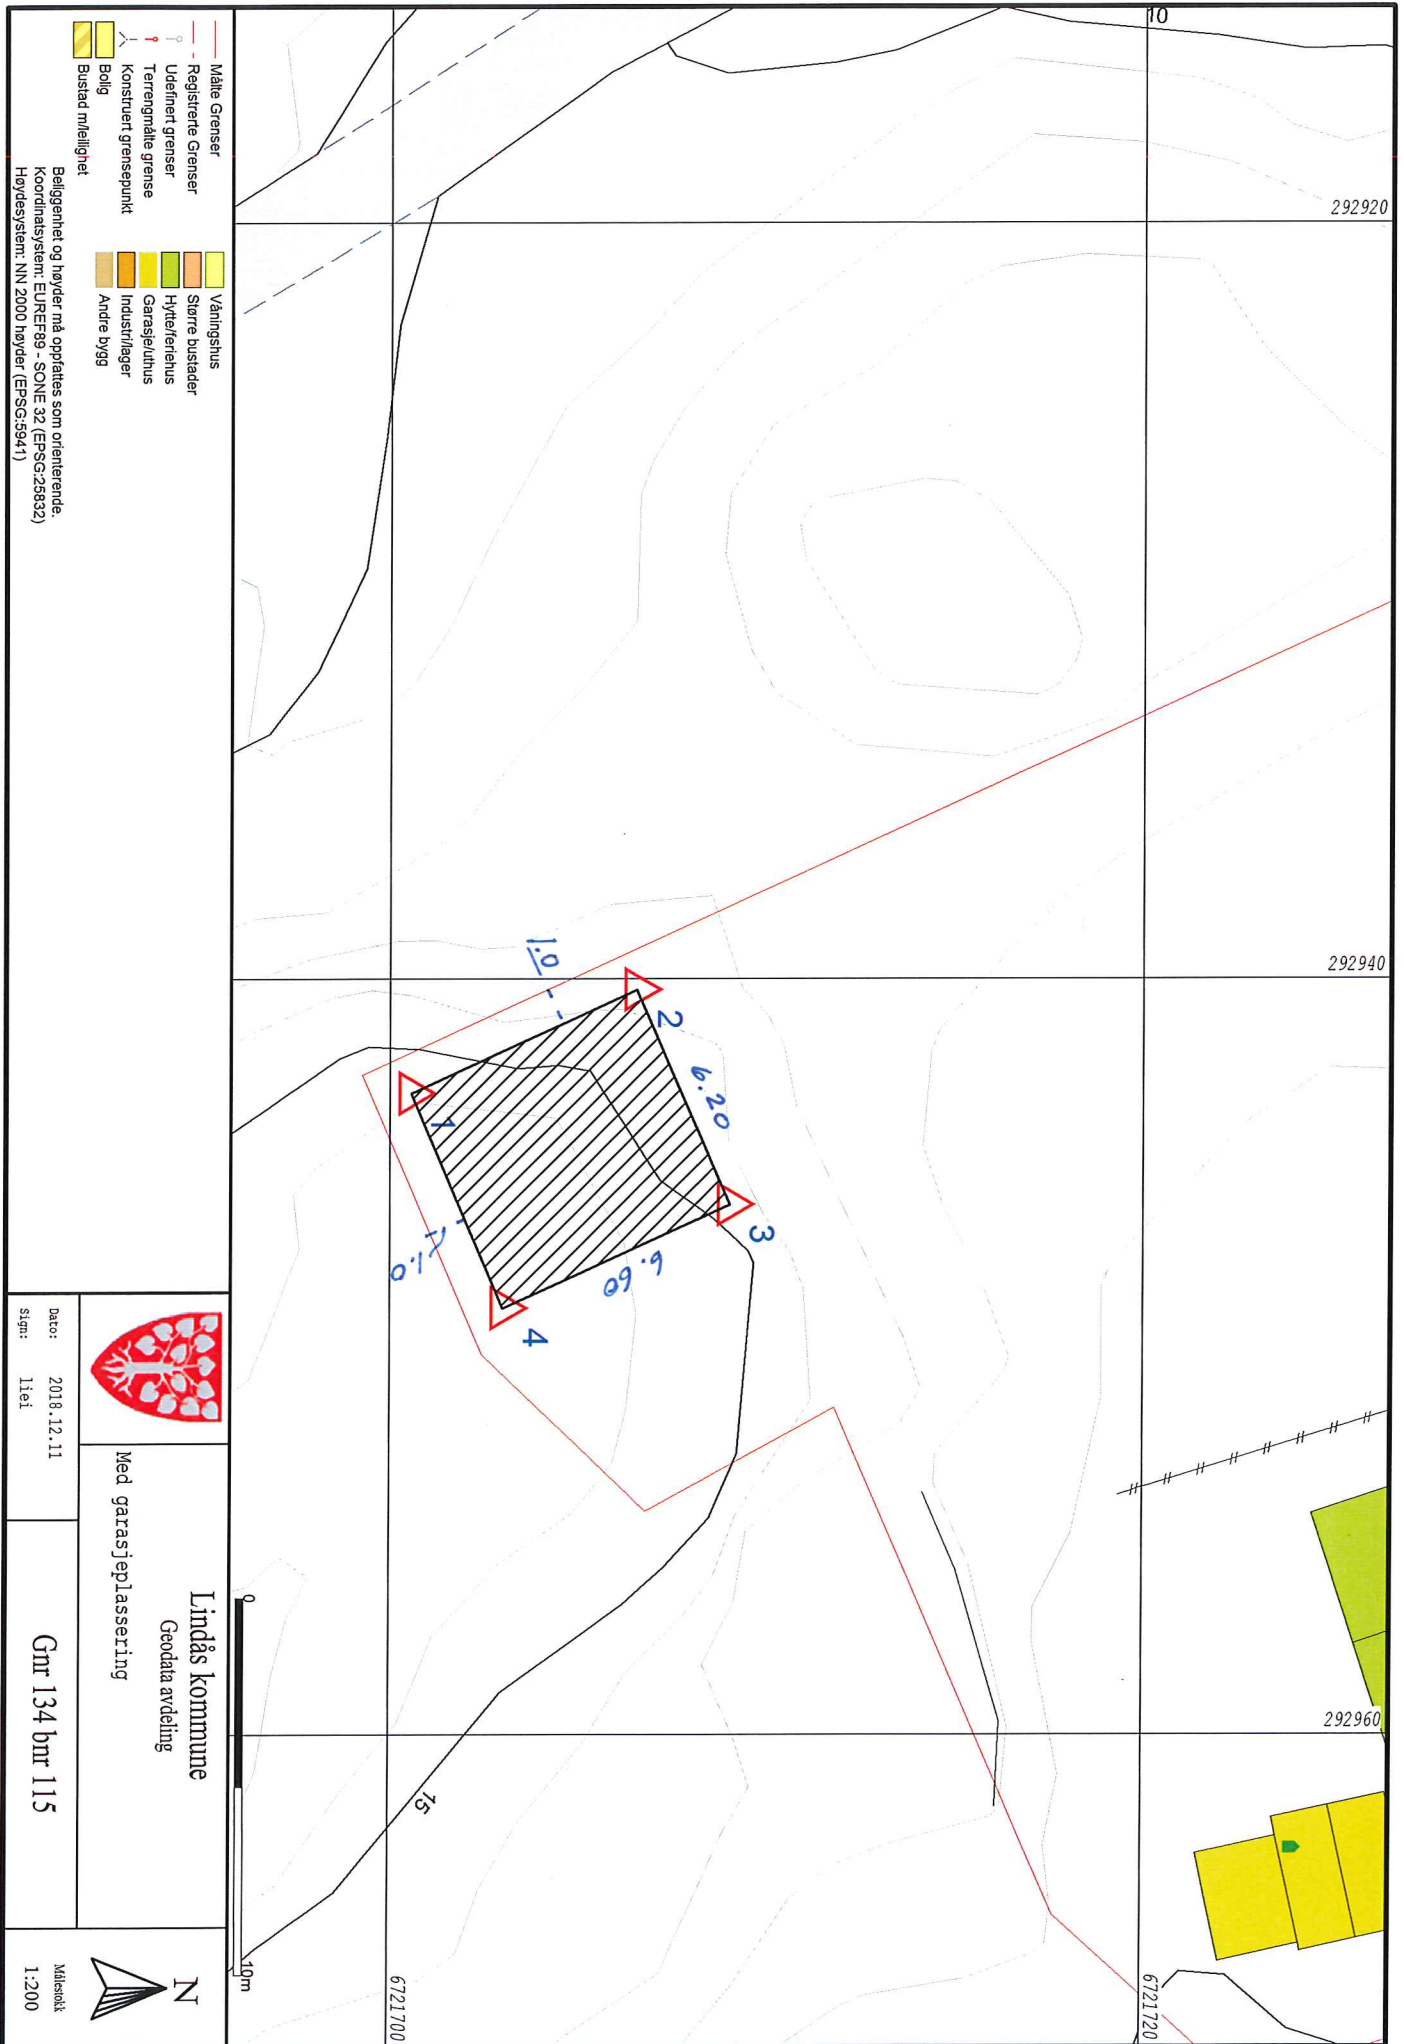 10
292920
292940
292960
6721700
6721720
15
1.0
2
6.20
3
6.60
4
1
1.0
Målte Grenser
Registrerte Grenser
Udefinert grenser
Terrengmålte grense
Konstruert grensepunkt
Bolig
Bustad m/leilighet
Våningshus
Større bustader
Hytte/feriehus
Garasje/uthus
Industri/lager
Andre bygg
Beliggenhet og høyder må oppfattes som orienterende.
Koordinatsystem: EUREF89 - SONE 32 (EPSG:25832)
Høydesystem: NN 2000 høyder (EPSG:5941)
0
10m
Lindås kommune
Geodata avdeling
Med garasjeplassering
Dato: 2018.12.11
Sign: liei
Gnr 134 bnr 115
N
Målestokk
1:200